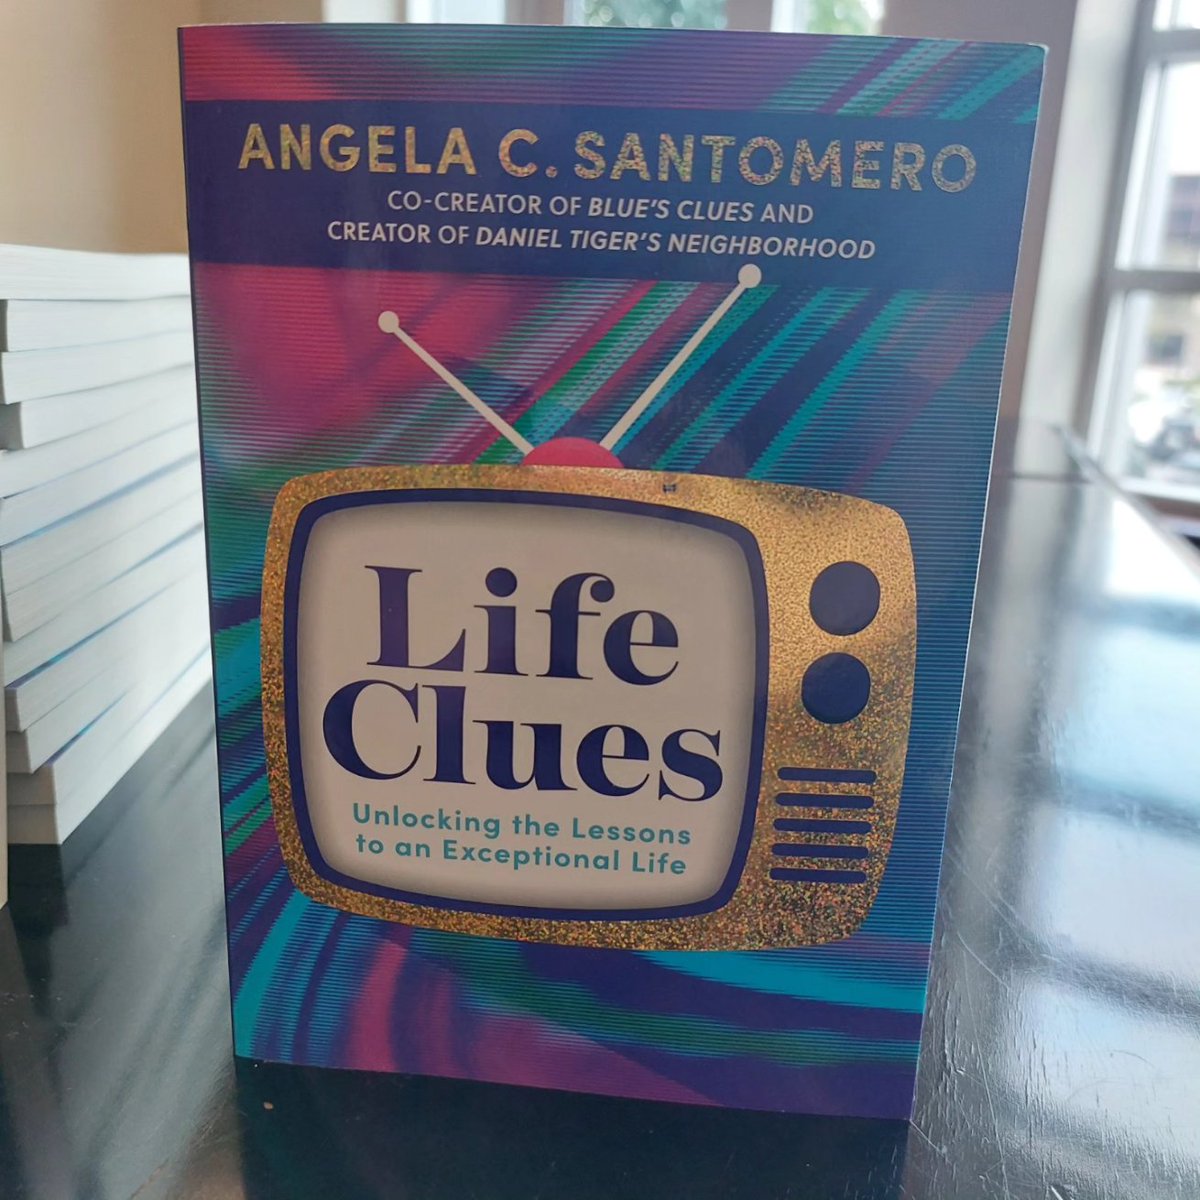 ANGELA C. SANTOMERO
CO-CREATOR OF BLUE'S CLUES AND
CREATOR OF DANIEL TIGER'S NEIGHBORHOOD
Life
Clues
Unlocking the Lessons
to an Exceptional Life